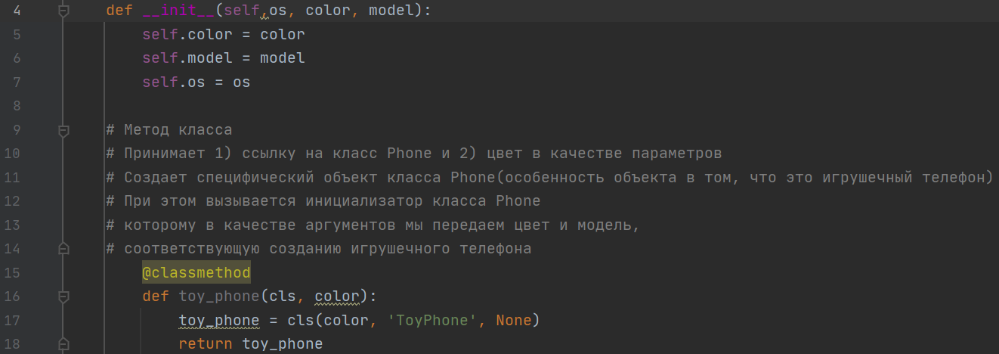 4 def __init__(self,os, color, model):
5 self.color = color
6 self.model = model
7 self.os = os
8
9 # Метод класса
10 # Принимает 1) ссылку на класс Phone и 2) цвет в качестве параметров
11 # Создает специфический объект класса Phone(особенность объекта в том, что это игрушечный телефон)
12 # При этом вызывается инициализатор класса Phone
13 # которому в качестве аргументов мы передаем цвет и модель,
14 # соответствующую созданию игрушечного телефона
15 @classmethod
16 def toy_phone(cls, color):
17 toy_phone = cls(color, 'ToyPhone', None)
18 return toy_phone